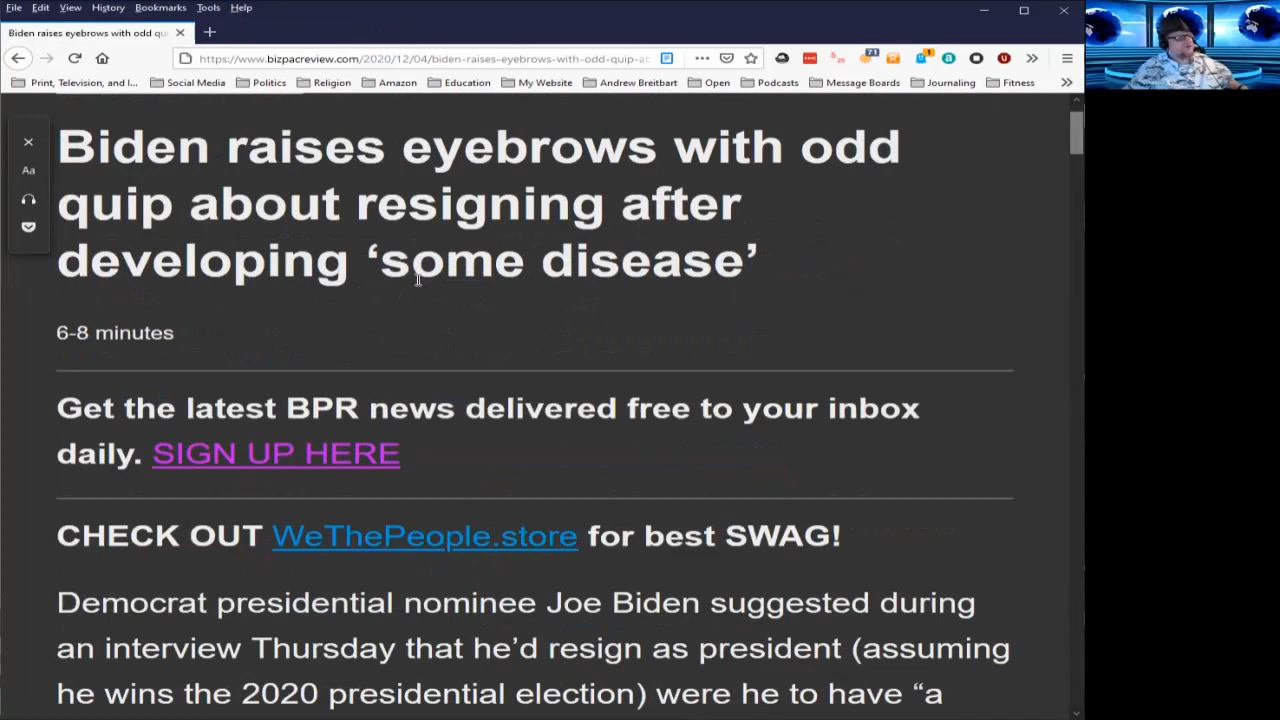 File Edit View History Bookmarks Tools Help
Biden raises eyebrows with odd qu
https://www.bizpacreview.com/2020/12/04/biden-raises-eyebrows-with-odd-quip-ab
71
1
Print, Television, and I... Social Media Politics Religion Amazon Education My Website Andrew Breitbart Open Podcasts Message Boards Journaling Fitness
Aa
Biden raises eyebrows with odd
quip about resigning after
developing ‘some disease’
6-8 minutes
Get the latest BPR news delivered free to your inbox
daily. SIGN UP HERE
CHECK OUT WeThePeople.store for best SWAG!
Democrat presidential nominee Joe Biden suggested during
an interview Thursday that he’d resign as president (assuming
he wins the 2020 presidential election) were he to have “a